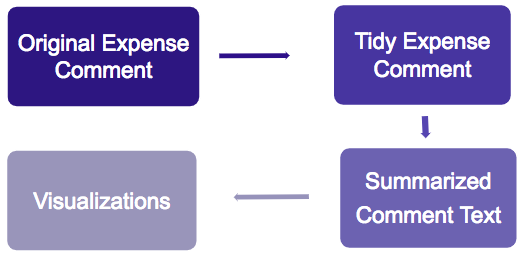 Original Expense
Comment
Tidy Expense
Comment
Summarized
Comment Text
Visualizations